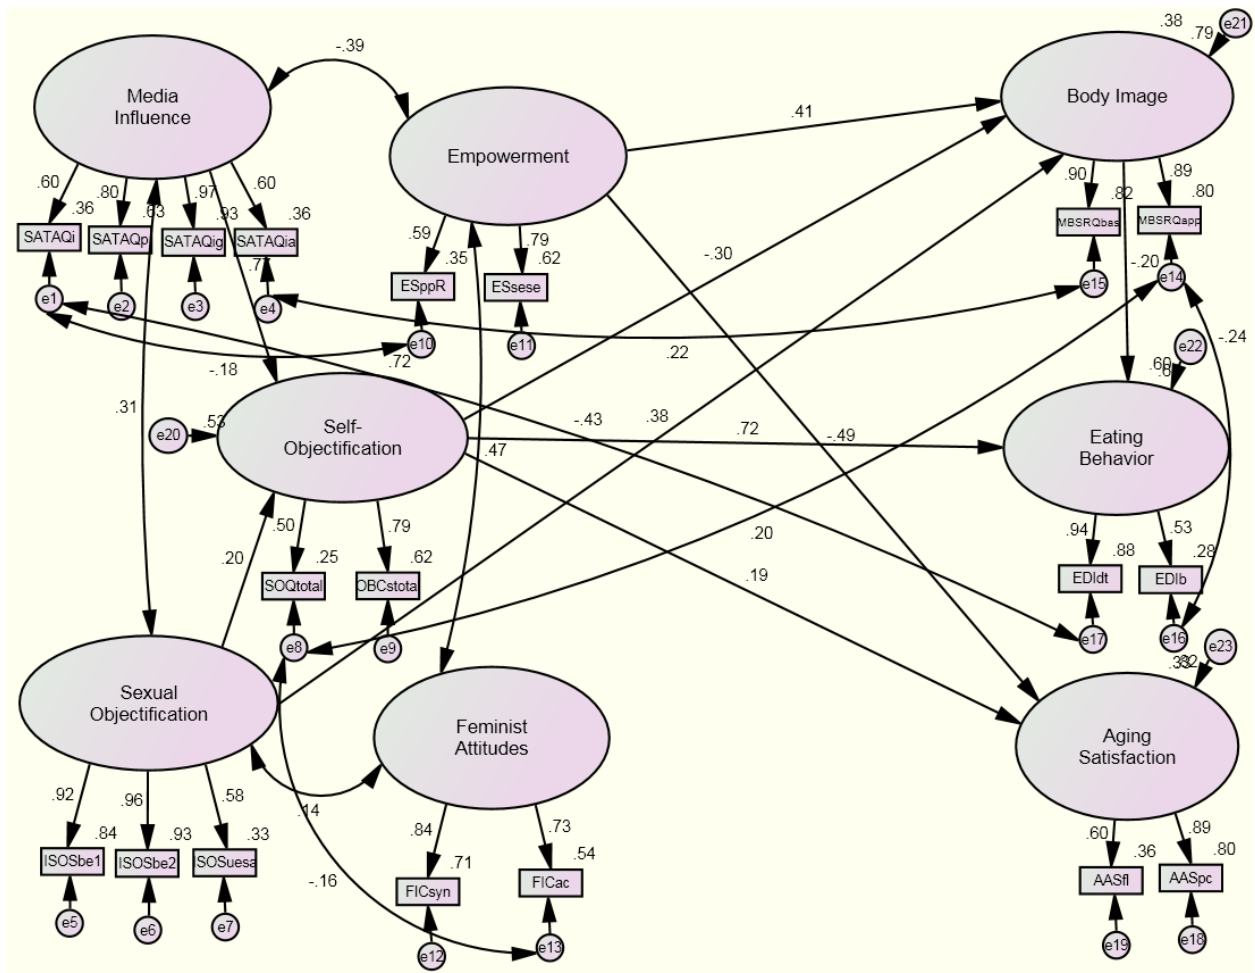 -.39
.38
e21
.79
Media
Influence
Body Image
.41
Empowerment
.60
.80
.97
.60
.90
.89
.36
.63
.93
.36
.82
.80
SATAQi
SATAQp
SATAQig
SATAQia
MBSRQbas
MBSRQapp
.59
.79
.35
.62
-.30
-.20
ESppR
ESsese
e1
e2
e3
e4
e15
e14
e10
e11
e22
-.24
.72
.22
-.18
.60
.31
.53
-.43
.38
.72
-.49
e20
Self-
Objectification
.47
Eating
Behavior
.50
.79
.94
.53
.20
.25
.62
.20
.88
.28
SOQtotal
OBCstota
.19
EDIdt
EDIb
e8
e9
e17
e16
e23
Sexual
Objectification
Feminist
Attitudes
Aging
Satisfaction
.92
.96
.58
.14
.84
.73
.60
.89
.84
.93
.33
.71
.54
.36
.80
ISOSbe1
ISOSbe2
ISOSuesa
-.16
FICsyn
FICac
AASfl
AASpc
e5
e6
e7
e12
e13
e19
e18